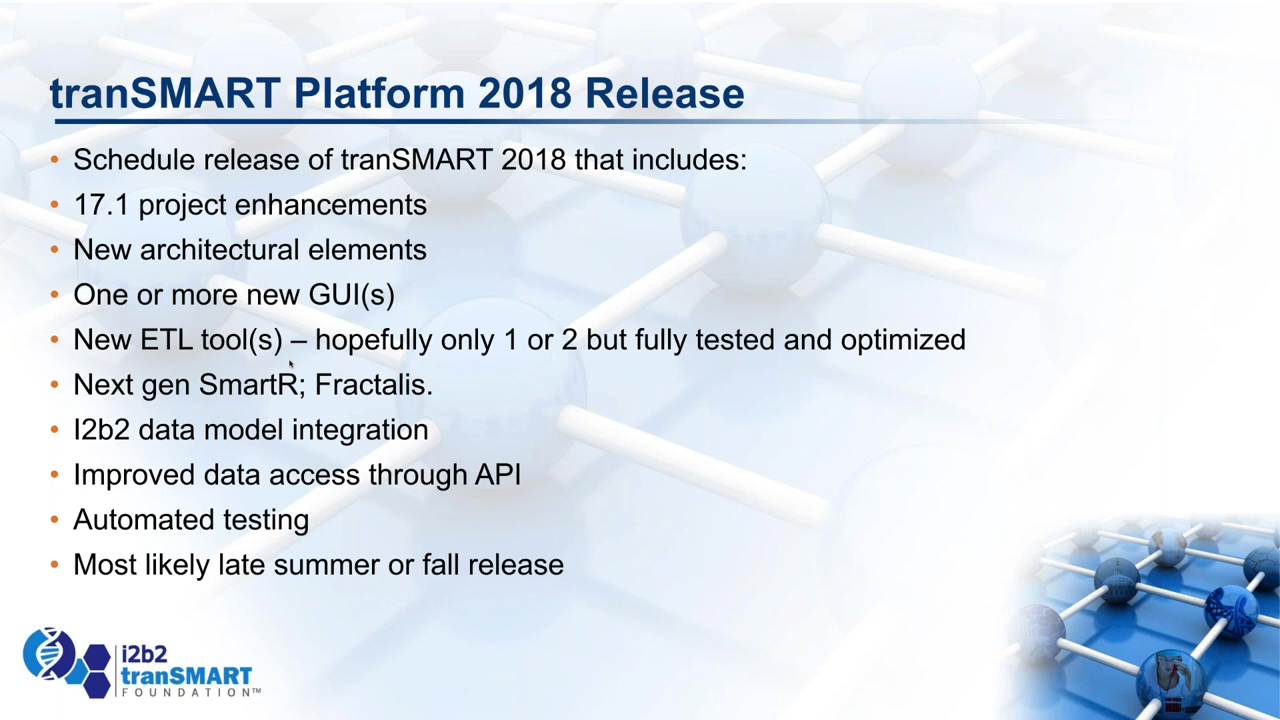 tranSMART Platform 2018 Release
• Schedule release of tranSMART 2018 that includes:
• 17.1 project enhancements
• New architectural elements
• One or more new GUI(s)
• New ETL tool(s) – hopefully only 1 or 2 but fully tested and optimized
• Next gen SmartR; Fractalis.
• I2b2 data model integration
• Improved data access through API
• Automated testing
• Most likely late summer or fall release
i2b2
tranSMART
FOUNDATION™